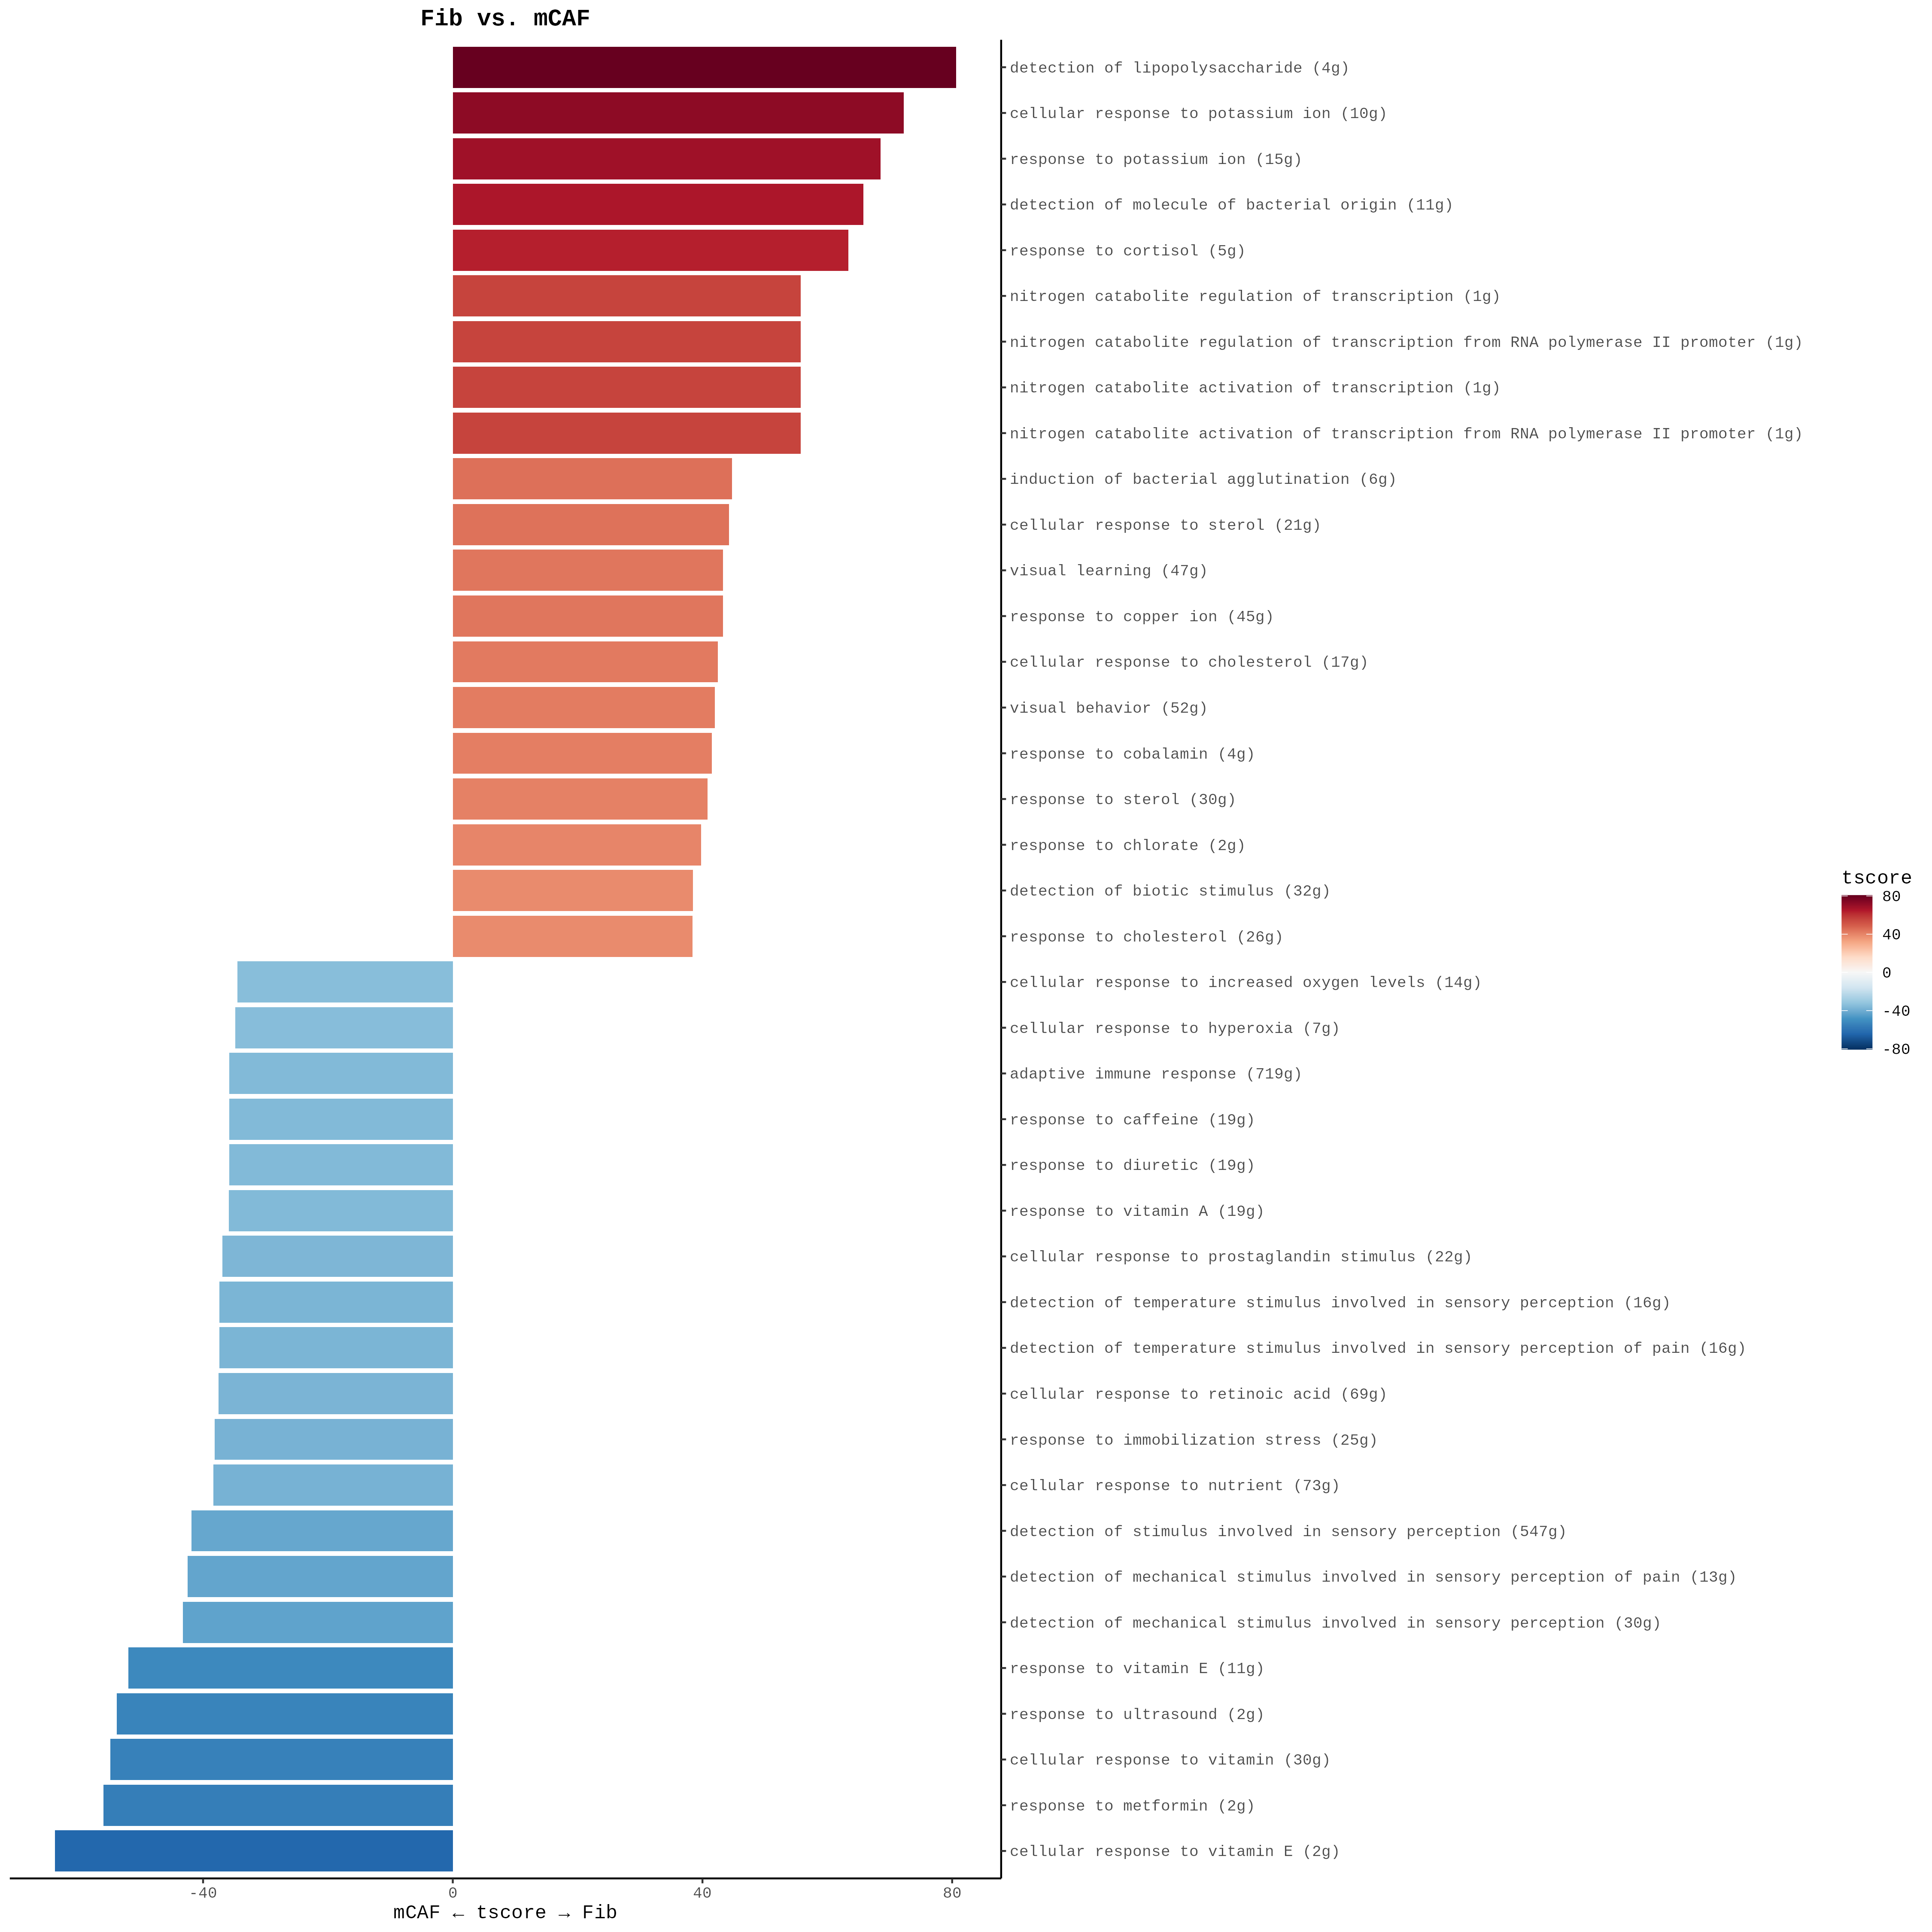 Fib vs. mCAF
detection of lipopolysaccharide (4g)
cellular response to potassium ion (10g)
response to potassium ion (15g)
detection of molecule of bacterial origin (11g)
response to cortisol (5g)
nitrogen catabolite regulation of transcription (1g)
nitrogen catabolite regulation of transcription from RNA polymerase II promoter (1g)
nitrogen catabolite activation of transcription (1g)
nitrogen catabolite activation of transcription from RNA polymerase II promoter (1g)
induction of bacterial agglutination (6g)
cellular response to sterol (21g)
visual learning (47g)
response to copper ion (45g)
cellular response to cholesterol (17g)
visual behavior (52g)
response to cobalamin (4g)
response to sterol (30g)
response to chlorate (2g)
detection of biotic stimulus (32g)
response to cholesterol (26g)
cellular response to increased oxygen levels (14g)
cellular response to hyperoxia (7g)
adaptive immune response (719g)
response to caffeine (19g)
response to diuretic (19g)
response to vitamin A (19g)
cellular response to prostaglandin stimulus (22g)
detection of temperature stimulus involved in sensory perception (16g)
detection of temperature stimulus involved in sensory perception of pain (16g)
cellular response to retinoic acid (69g)
response to immobilization stress (25g)
cellular response to nutrient (73g)
detection of stimulus involved in sensory perception (547g)
detection of mechanical stimulus involved in sensory perception of pain (13g)
detection of mechanical stimulus involved in sensory perception (30g)
response to vitamin E (11g)
response to ultrasound (2g)
cellular response to vitamin (30g)
response to metformin (2g)
cellular response to vitamin E (2g)
-40 0 40 80
mCAF ← tscore → Fib
tscore
80
40
0
-40
-80